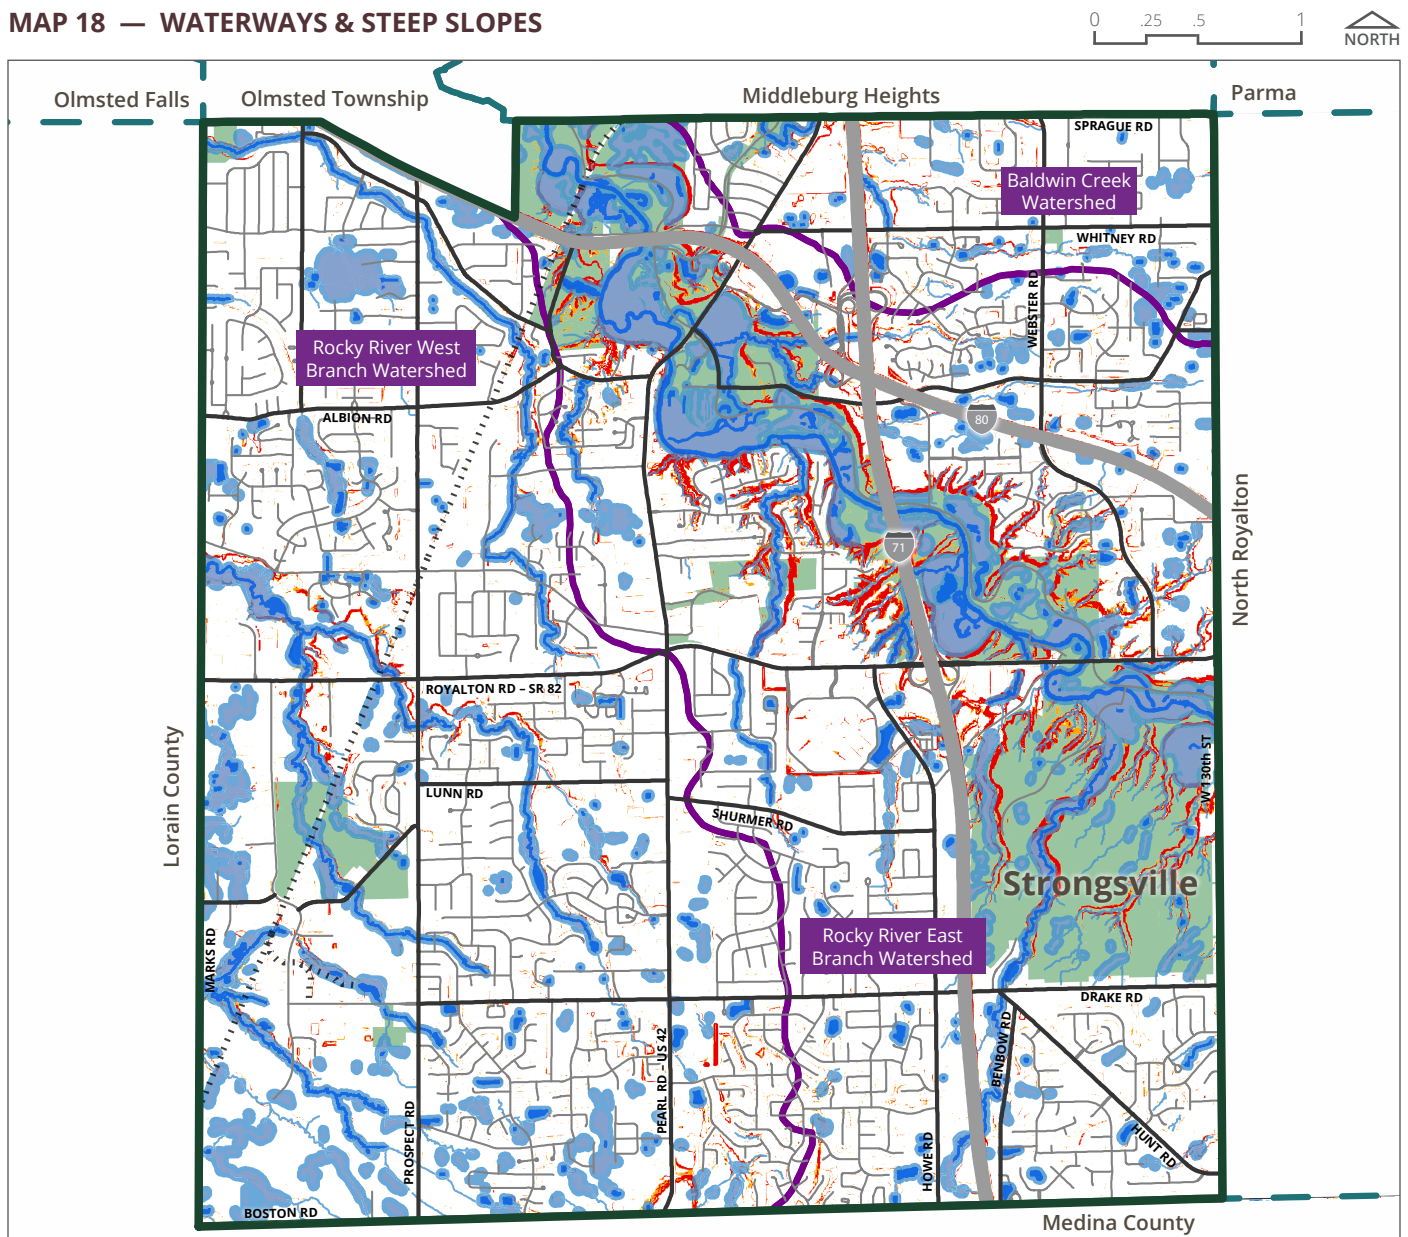 MAP 18 — WATERWAYS & STEEP SLOPES
0 .25 .5 1
NORTH
Olmsted Falls
Olmsted Township
Middleburg Heights
Parma
SPRAGUE RD
Baldwin Creek
Watershed
WHITNEY RD
WEBSTER RD
Rocky River West
Branch Watershed
ALBION RD
80
North Royalton
71
ROYALTON RD – SR 82
Lorain County
W 130th ST
LUNN RD
SHURMER RD
Strongsville
MARKS RD
Rocky River East
Branch Watershed
DRAKE RD
BENBOW RD
PEARL RD – US 42
PROSPECT RD
HOWE RD
HUNT RD
BOSTON RD
Medina County